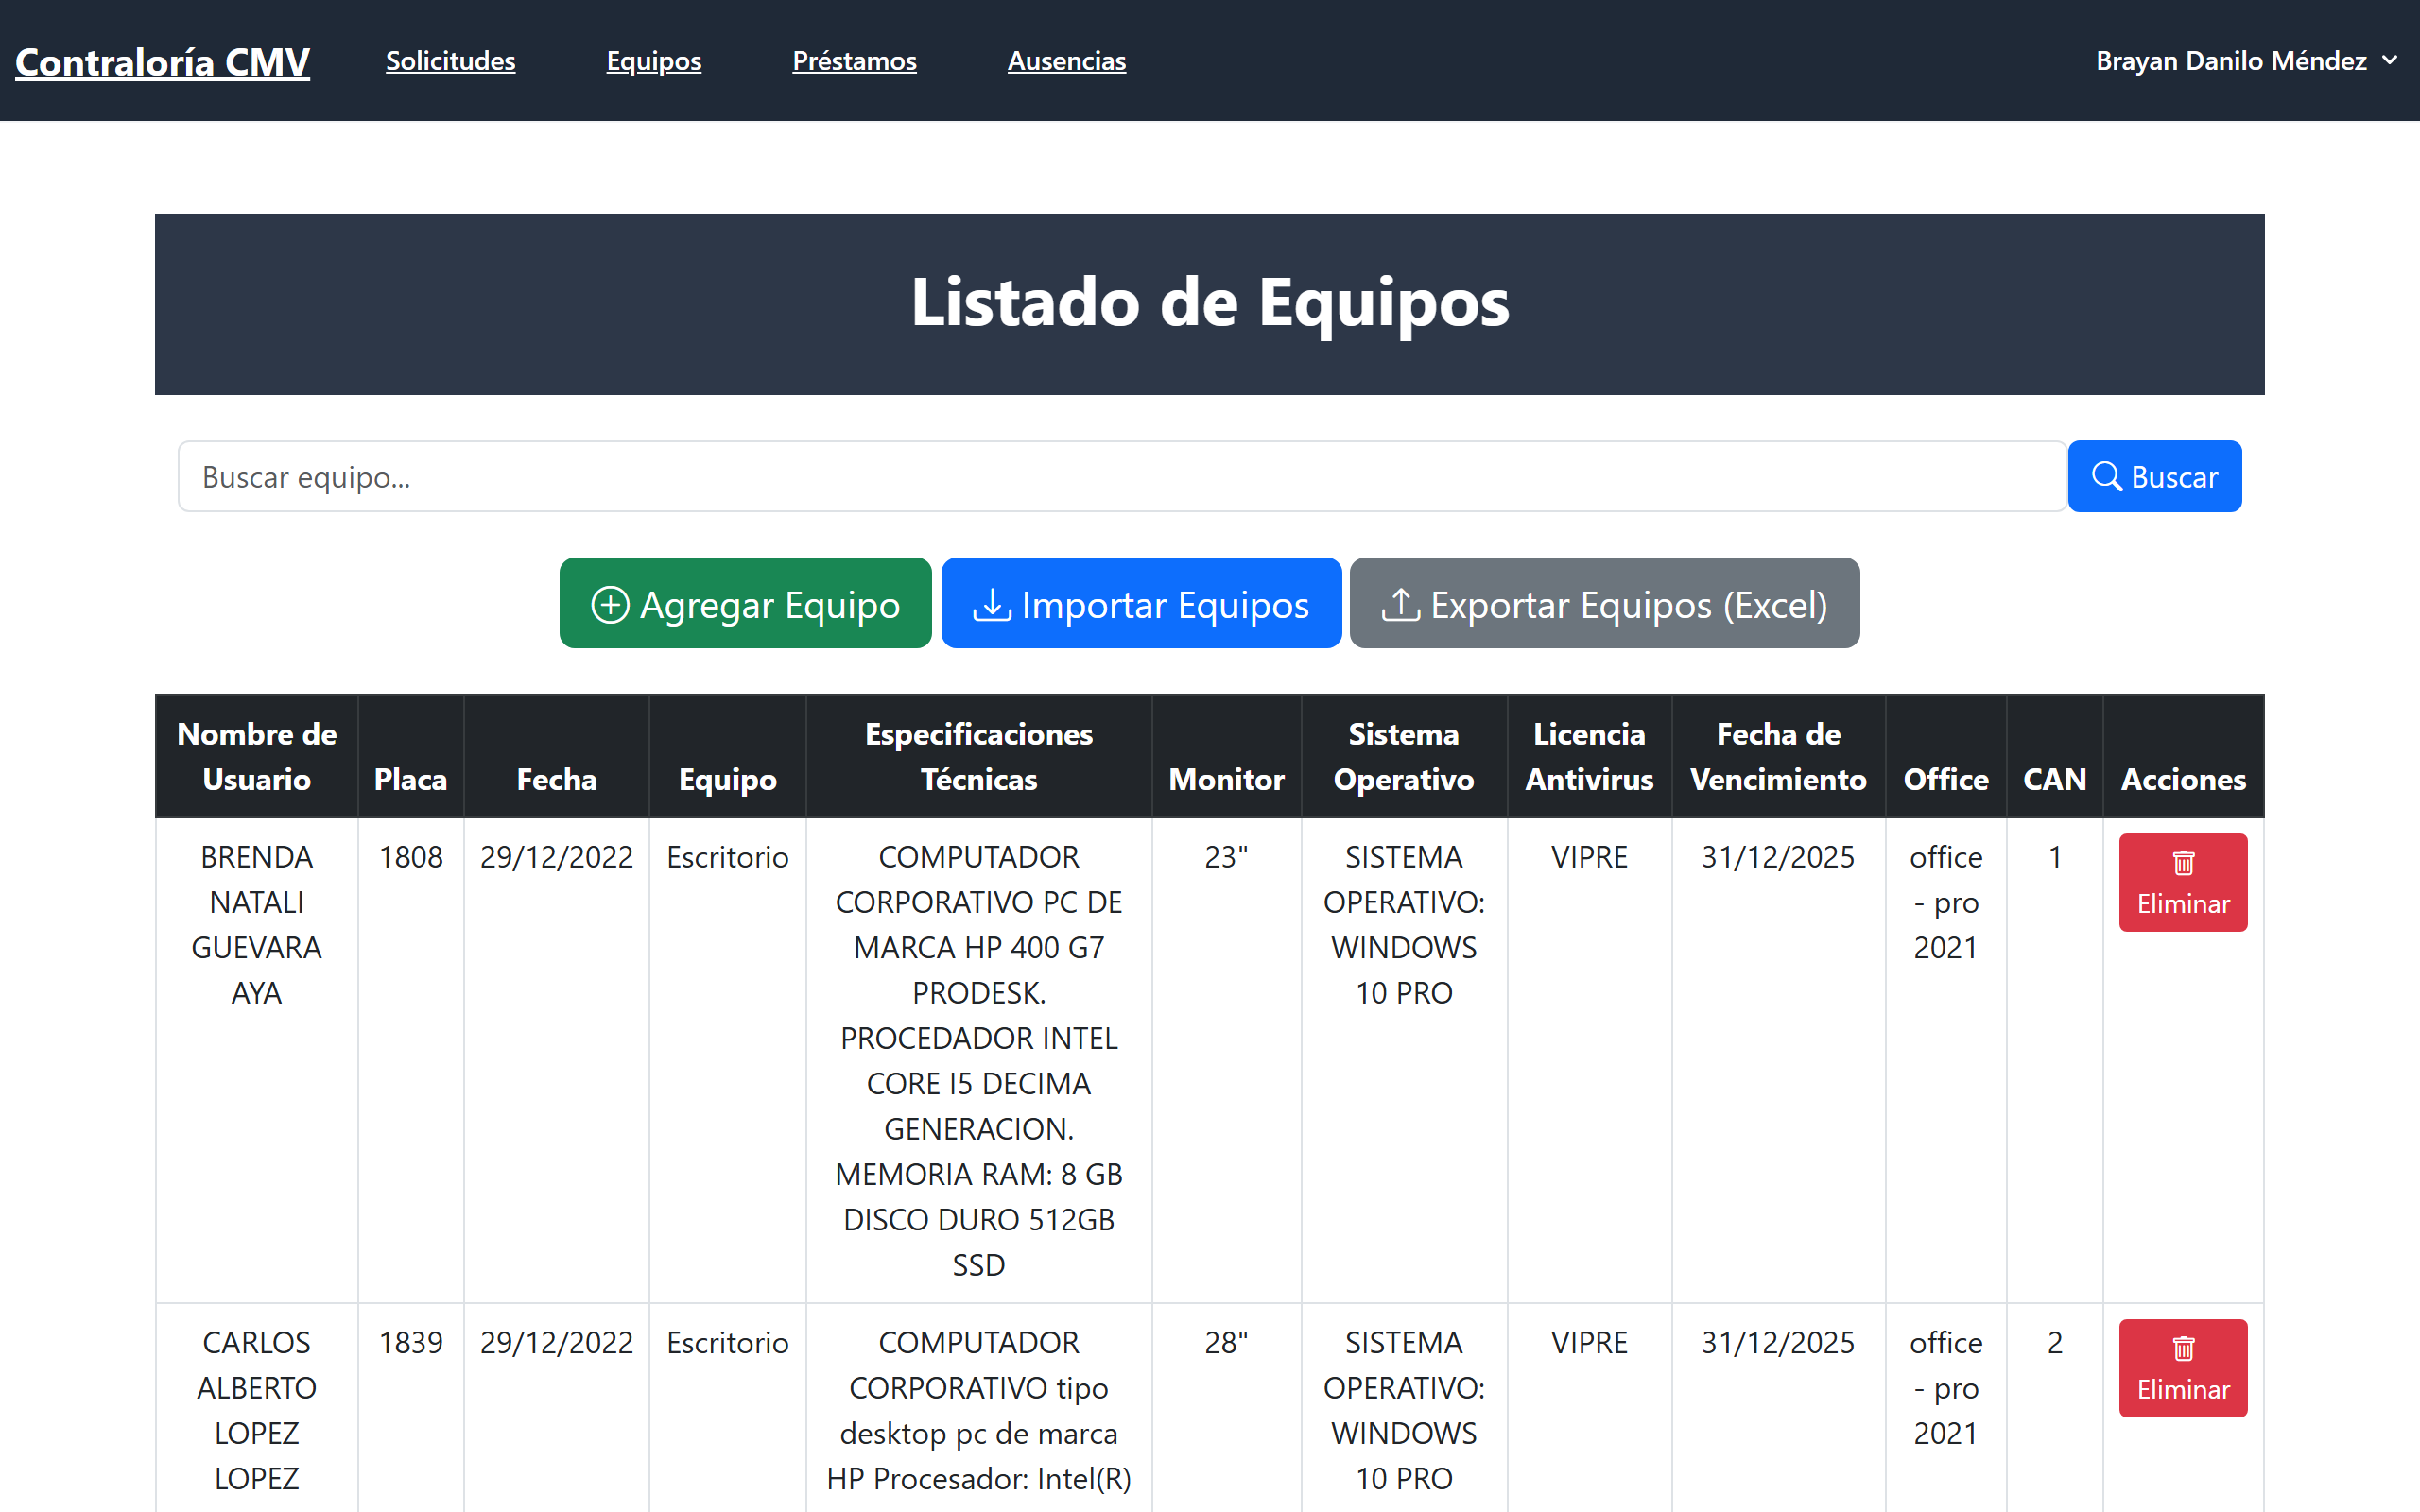 Contraloría CMV Solicitudes Equipos Préstamos Ausencias Brayan Danilo Méndez
Listado de Equipos
Buscar equipo... Buscar
Agregar Equipo Importar Equipos Exportar Equipos (Excel)
Nombre de Usuario Placa Fecha Equipo Especificaciones Técnicas Monitor Sistema Operativo Licencia Antivirus Fecha de Vencimiento Office CAN Acciones
BRENDA 1808 29/12/2022 Escritorio COMPUTADOR 23" SISTEMA VIPRE 31/12/2025 office 1
NATALI CORPORATIVO PC DE OPERATIVO: - pro Eliminar
GUEVARA MARCA HP 400 G7 WINDOWS 2021
AYA PRODESK. 10 PRO
PROCEDADOR INTEL
CORE I5 DECIMA
GENERACION.
MEMORIA RAM: 8 GB
DISCO DURO 512GB
SSD
CARLOS 1839 29/12/2022 Escritorio COMPUTADOR 28" SISTEMA VIPRE 31/12/2025 office 2
ALBERTO CORPORATIVO tipo OPERATIVO: - pro Eliminar
LOPEZ desktop pc de marca WINDOWS 2021
LOPEZ HP Procesador: Intel(R) 10 PRO